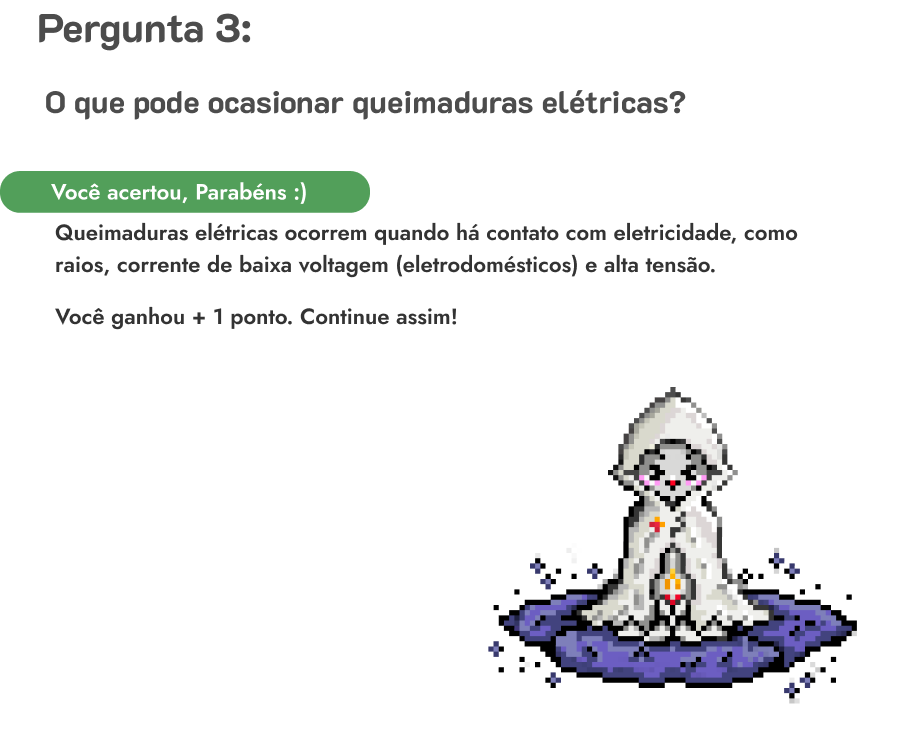 Pergunta 3:
O que pode ocasionar queimaduras elétricas?
Você acertou, Parabéns :)
Queimaduras elétricas ocorrem quando há contato com eletricidade, como
raios, corrente de baixa voltagem (eletrodomésticos) e alta tensão.
Você ganhou + 1 ponto. Continue assim!